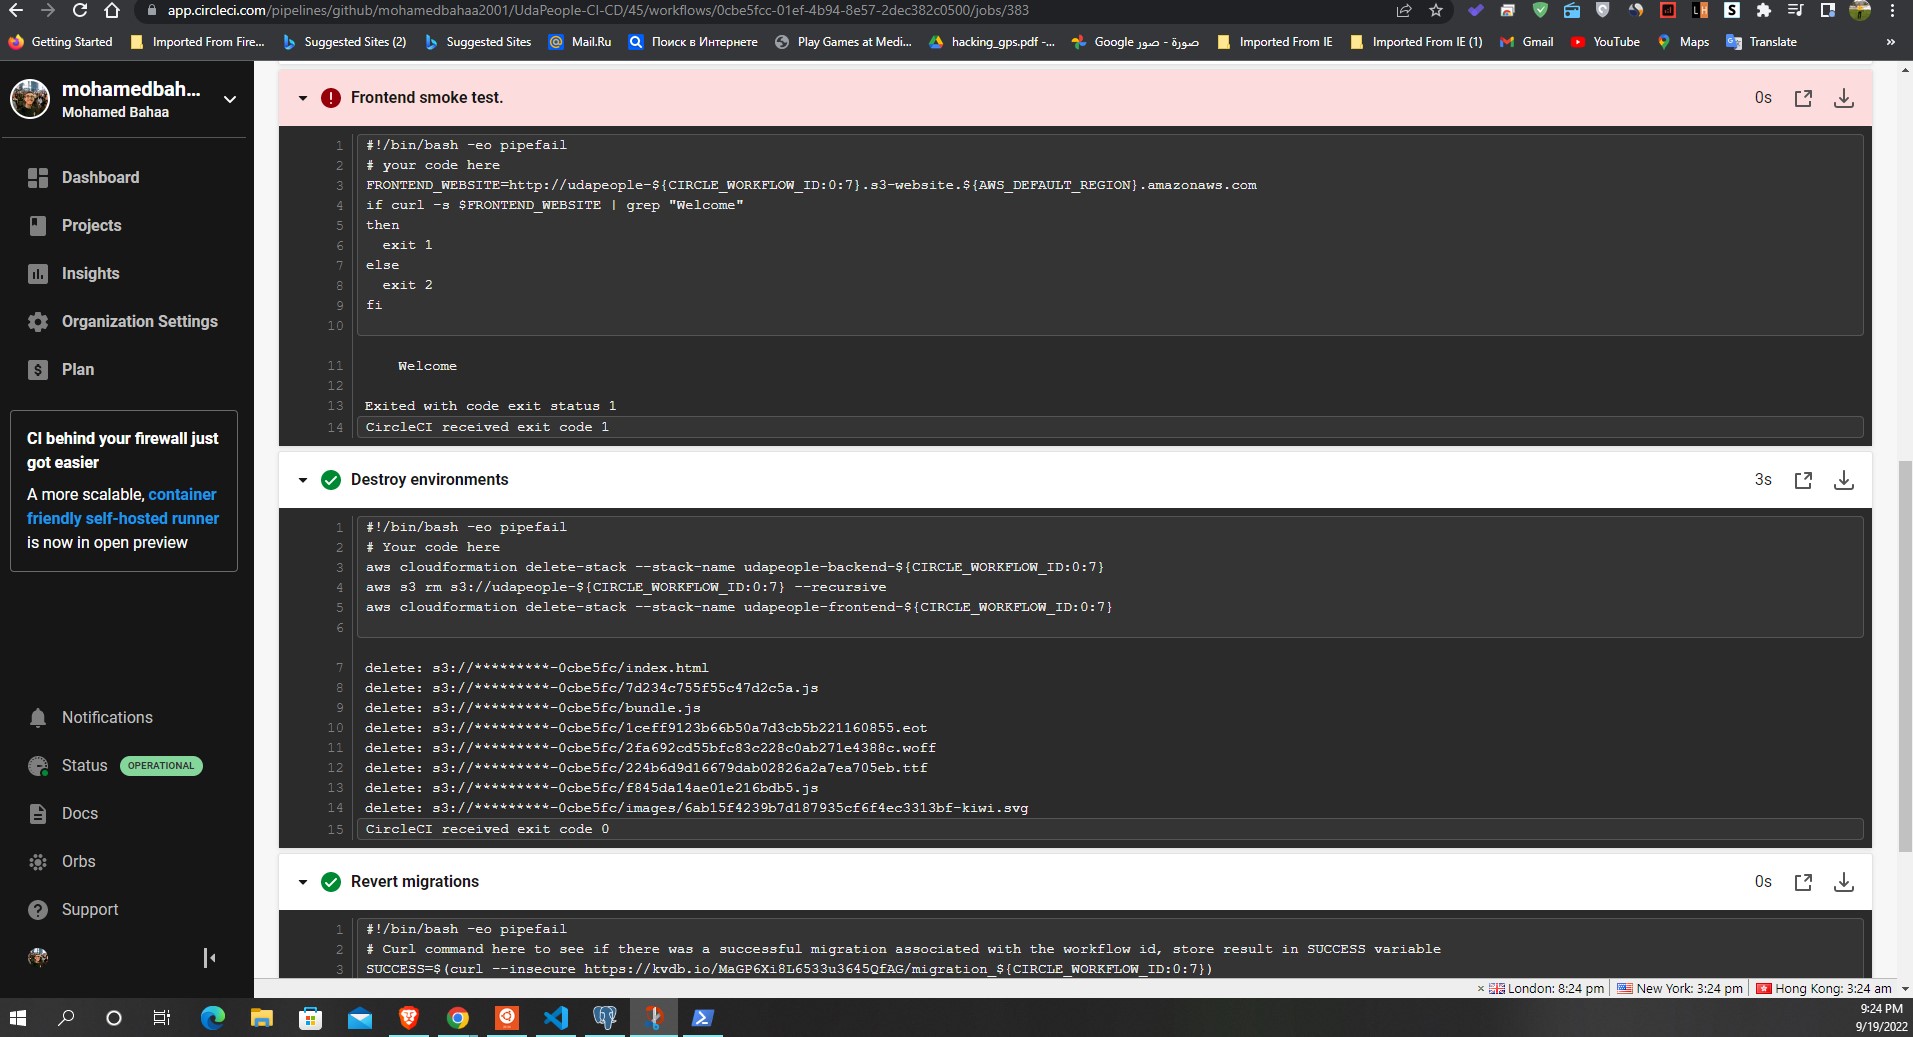 app.circleci.com/pipelines/github/mohamedbahaa2001/UdaPeople-CI-CD/45/workflows/0cbe5fcc-01ef-4b94-8e57-2dec382c0500/jobs/383
Getting Started
Imported From Fire...
Suggested Sites (2)
Suggested Sites
Mail.Ru
Поиск в Интернете
Play Games at Medi...
hacking_gps.pdf -...
Google صورة - صور
Imported From IE
Imported From IE (1)
Gmail
YouTube
Maps
Translate
»
mohamedbah...
Mohamed Bahaa
Dashboard
Projects
Insights
Organization Settings
Plan
CI behind your firewall just
got easier
A more scalable, container
friendly self-hosted runner
is now in open preview
Notifications
Status OPERATIONAL
Docs
Orbs
Support
Frontend smoke test.
0s
1 #!/bin/bash -eo pipefail
2 # your code here
3 FRONTEND_WEBSITE=http://udapeople-${CIRCLE_WORKFLOW_ID:0:7}.s3-website.${AWS_DEFAULT_REGION}.amazonaws.com
4 if curl -s $FRONTEND_WEBSITE | grep "Welcome"
5 then
6   exit 1
7 else
8   exit 2
9 fi
10
11     Welcome
12
13 Exited with code exit status 1
14 CircleCI received exit code 1
Destroy environments
3s
1 #!/bin/bash -eo pipefail
2 # Your code here
3 aws cloudformation delete-stack --stack-name udapeople-backend-${CIRCLE_WORKFLOW_ID:0:7}
4 aws s3 rm s3://udapeople-${CIRCLE_WORKFLOW_ID:0:7} --recursive
5 aws cloudformation delete-stack --stack-name udapeople-frontend-${CIRCLE_WORKFLOW_ID:0:7}
6
7 delete: s3://*********-0cbe5fc/index.html
8 delete: s3://*********-0cbe5fc/7d234c755f55c47d2c5a.js
9 delete: s3://*********-0cbe5fc/bundle.js
10 delete: s3://*********-0cbe5fc/1ceff9123b66b50a7d3cb5b221160855.eot
11 delete: s3://*********-0cbe5fc/2fa692cd55bfc83c228c0ab271e4388c.woff
12 delete: s3://*********-0cbe5fc/224b6d9d16679dab02826a2a7ea705eb.ttf
13 delete: s3://*********-0cbe5fc/f845da14ae01e216bdb5.js
14 delete: s3://*********-0cbe5fc/images/6ab15f4239b7d187935cf6f4ec3313bf-kiwi.svg
15 CircleCI received exit code 0
Revert migrations
0s
1 #!/bin/bash -eo pipefail
2 # Curl command here to see if there was a successful migration associated with the workflow id, store result in SUCCESS variable
3 SUCCESS=$(curl --insecure https://kvdb.io/MaGP6Xi8L6533u3645QfAG/migration_${CIRCLE_WORKFLOW_ID:0:7})
London: 8:24 pm
New York: 3:24 pm
Hong Kong: 3:24 am
9:24 PM
9/19/2022